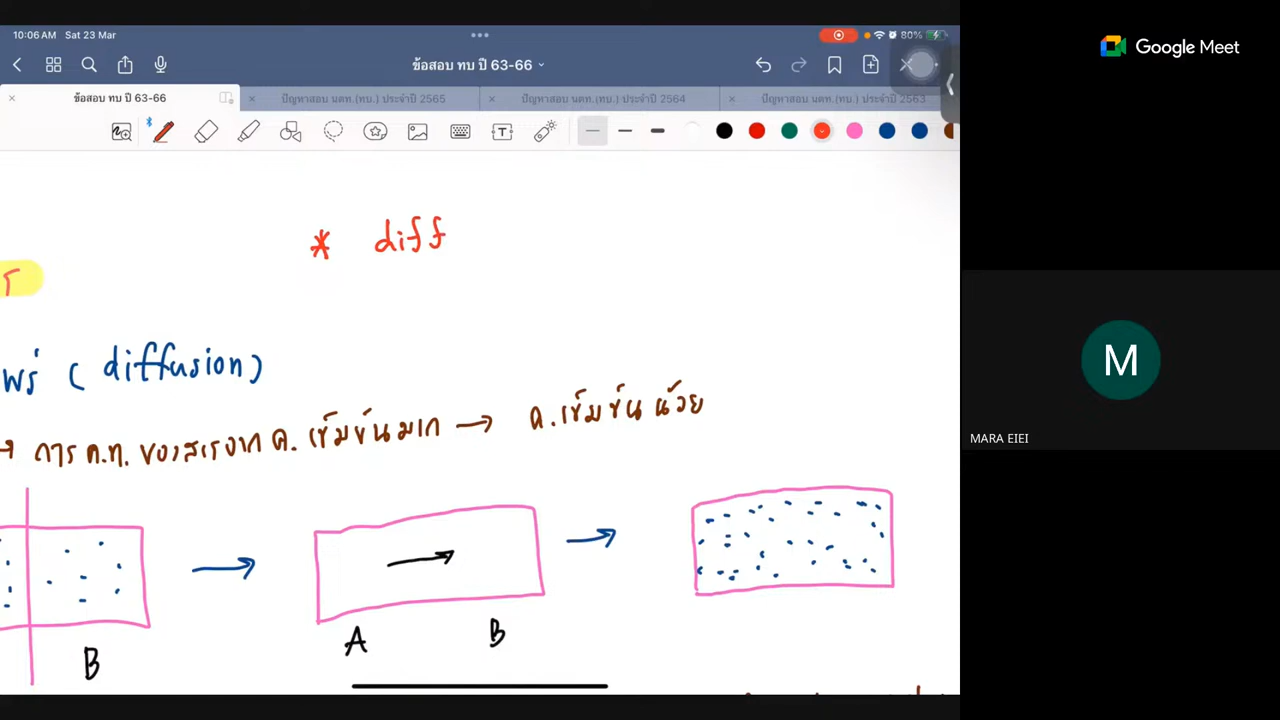 10:06 AM Sat 23 Mar
80%
Google Meet
ข้อสอบ ทบ ปี 63-66
ข้อสอบ ทบ ปี 63-66
ปัญหาสอบ นตท.(ทบ.) ประจำปี 2565
ปัญหาสอบ นตท.(ทบ.) ประจำปี 2564
ปัญหาสอบ นตท.(ทบ.) ประจำปี 2563
* diff
ร
พร่ (diffusion)
→ การ ค.ท. ของสารจาก ค. เข้มข้นมาก → ค.เข้มข้น น้อย
A B
B
M
MARA EIEI